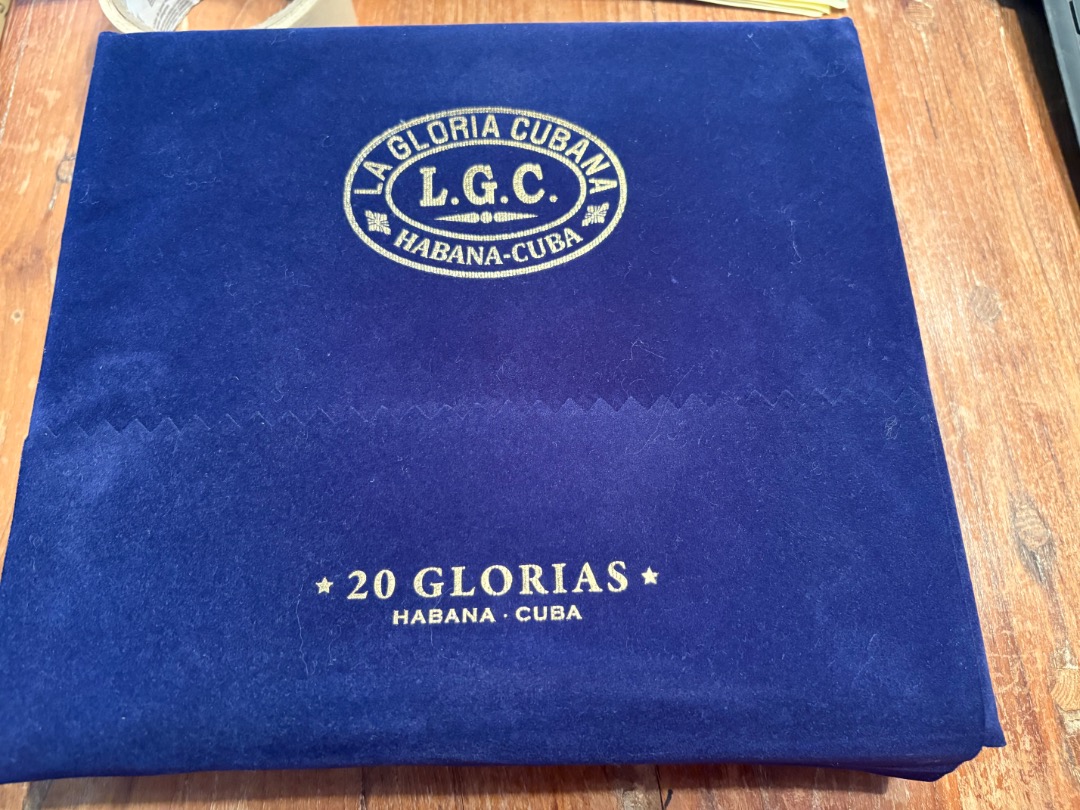 LA GLORIA CUBANA
L.G.C.
HABANA-CUBA
★ 20 GLORIAS ★
HABANA · CUBA